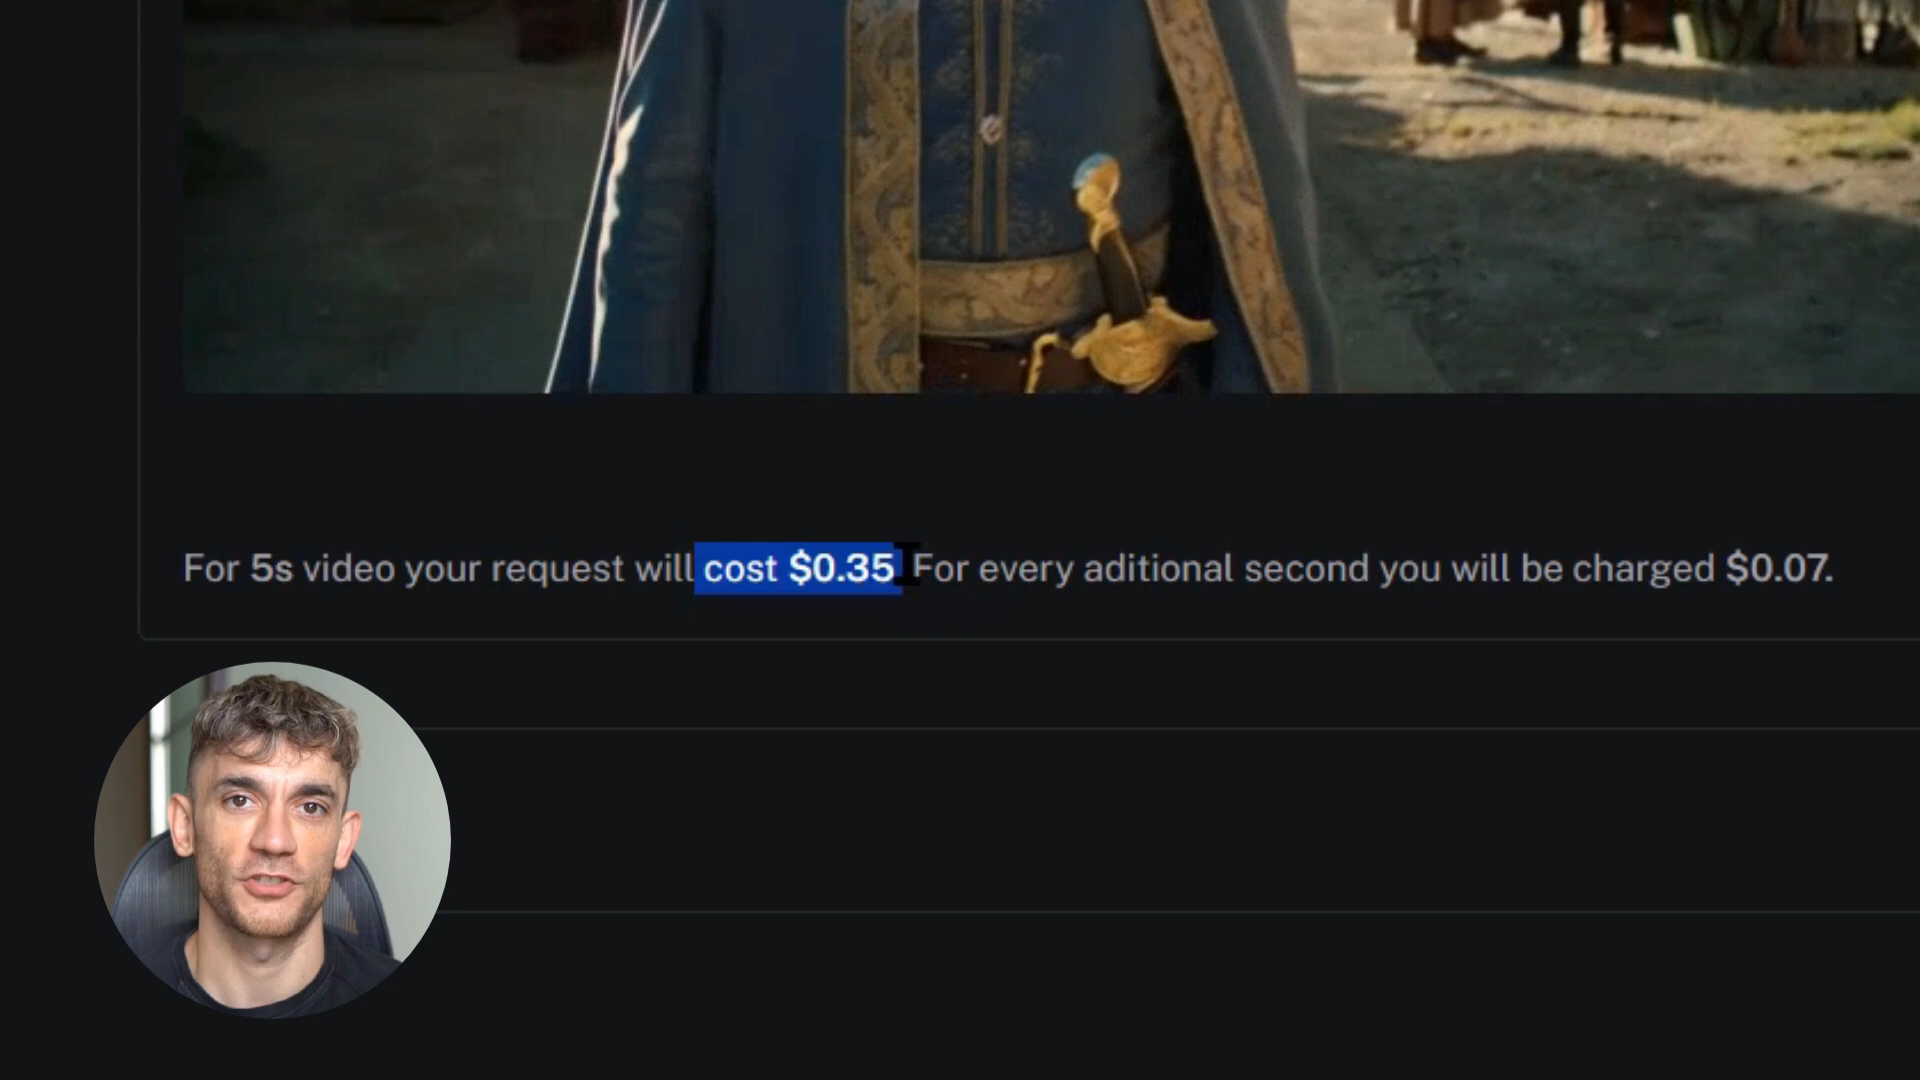 For 5s video your request will cost $0.35 For every aditional second you will be charged $0.07.